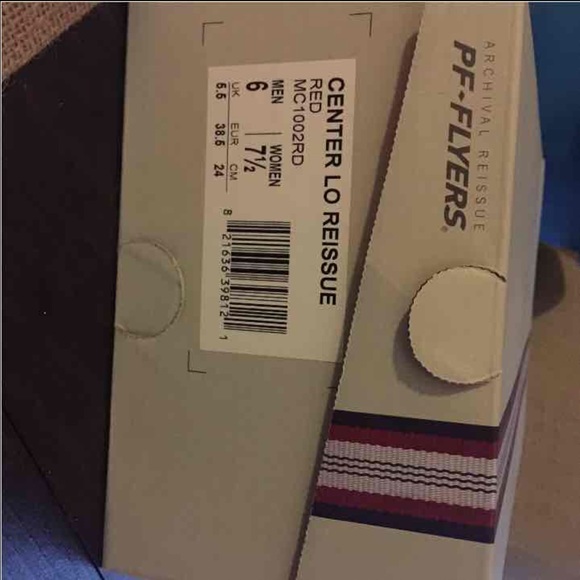 ARCHIVAL REISSUE
PF-FLYERS®
CENTER LO REISSUE
RED
MC1002RD
MEN | WOMEN
6 | 7½
UK EUR CM
5.5 38.5 24
8 21636 39812 1